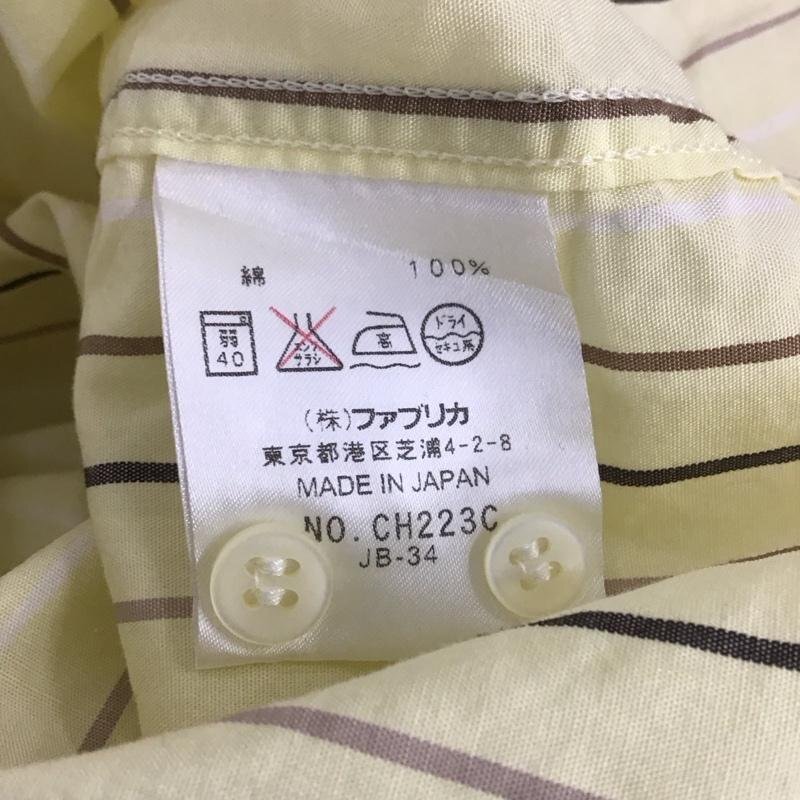 綿 100%
弱 40 エンソサラシ 高 ドライ セキユ系
(株)ファブリカ
東京都港区芝浦4-2-8
MADE IN JAPAN
NO. CH223C
JB-34